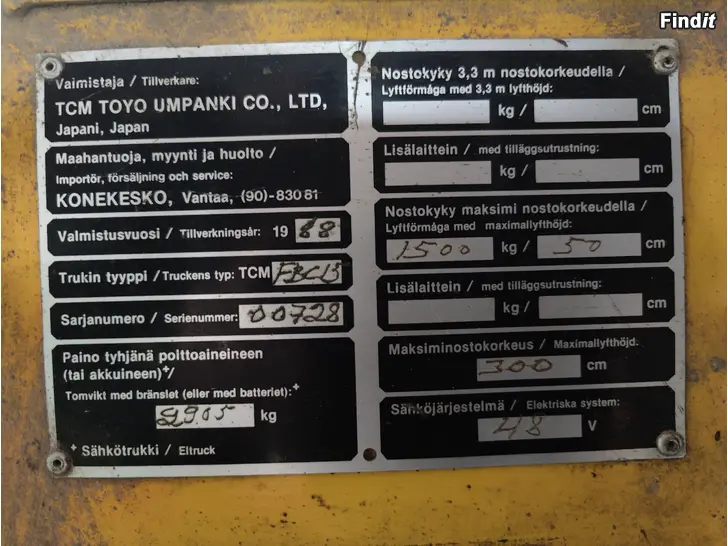 Findit
Valmistaja / Tillverkare:
TCM TOYO UMPANKI CO., LTD,
Japani, Japan
Maahantuoja, myynti ja huolto /
Importör, försäljning och service:
KONEKESKO, Vantaa, (90)-830 81
Valmistusvuosi / Tillverkningsår: 19 88
Trukin tyyppi / Truckens typ: TCM
Sarjanumero / Serienummer: 00728
Paino tyhjänä polttoaineineen
(tai akkuineen)+/
Tomvikt med bränslet (eller med batteriet):+
2905 kg
+ Sähkötrukki / Eltruck
Nostokyky 3,3 m nostokorkeudella /
Lyftförmåga med 3,3 m lyfthöjd:
kg / cm
Lisälaittein / med tilläggsutrustning:
kg / cm
Nostokyky maksimi nostokorkeudella /
Lyftförmåga med maximallyfthöjd:
1500 kg / 50 cm
Lisälaittein / med tilläggsutrustning:
kg / cm
Maksiminostokorkeus / Maximallyfthöjd:
300 cm
Sähköjärjestelmä / Elektriska system:
48 V